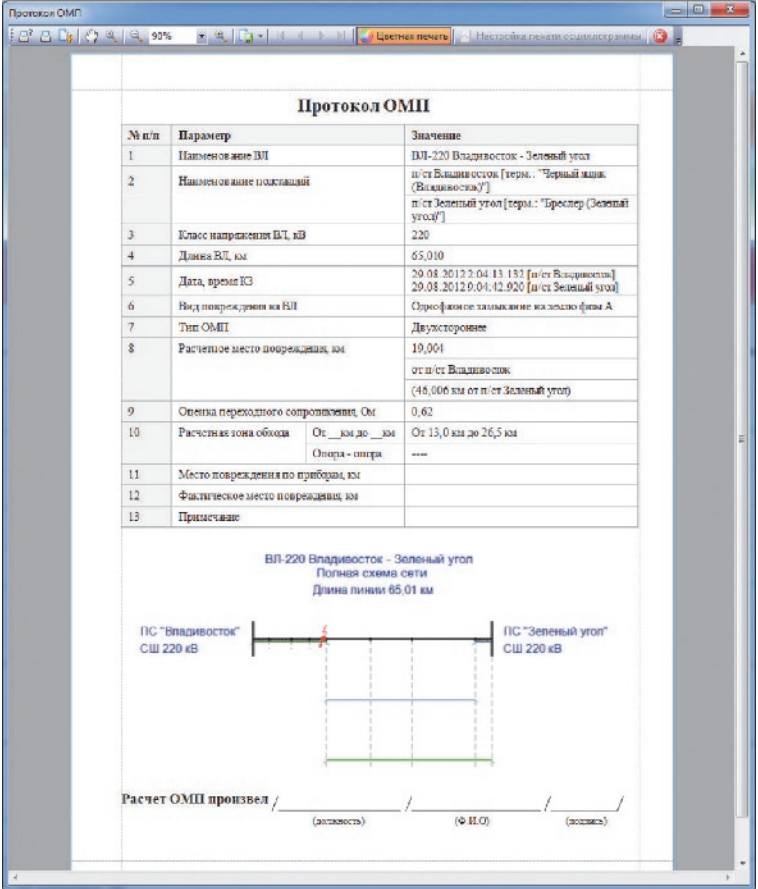 Протокол ОМП
90%
Цветная печать
Настройка печати осциллограммы
Протокол ОМП
№ п/п Параметр Значение
1 Наименование ВЛ ВЛ-220 Владивосток - Зеленый угол
2 Наименование подстанций п/ст Владивосток [терм.: "Черный ящик (Владивосток)"]
п/ст Зеленый угол [терм.: "Бреслер (Зеленый угол)"]
3 Класс напряжения ВЛ, кВ 220
4 Длина ВЛ, км 65,010
5 Дата, время КЗ 29.08.2012 2:04:13.132 [п/ст Владивосток]
29.08.2012 9:04:42.920 [п/ст Зеленый угол]
6 Вид повреждения на ВЛ Однофазное замыкание на землю фазы А
7 Тип ОМП Двухстороннее
8 Расчетное место повреждения, км 19,004
от п/ст Владивосток
(46,006 км от п/ст Зеленый угол)
9 Оценка переходного сопротивления, Ом 0,62
10 Расчетная зона обхода От __км до __км От 13,0 км до 26,5 км
Опора - опора ----
11 Место повреждения по приборам, км
12 Фактическое место повреждения, км
13 Примечание
ВЛ-220 Владивосток - Зеленый угол
Полная схема сети
Длина линии 65,01 км
ПС "Владивосток" ПС "Зеленый угол"
СШ 220 кВ СШ 220 кВ
Расчет ОМП произвел /____________/____________/______/
(должность) (Ф.И.О) (подпись)